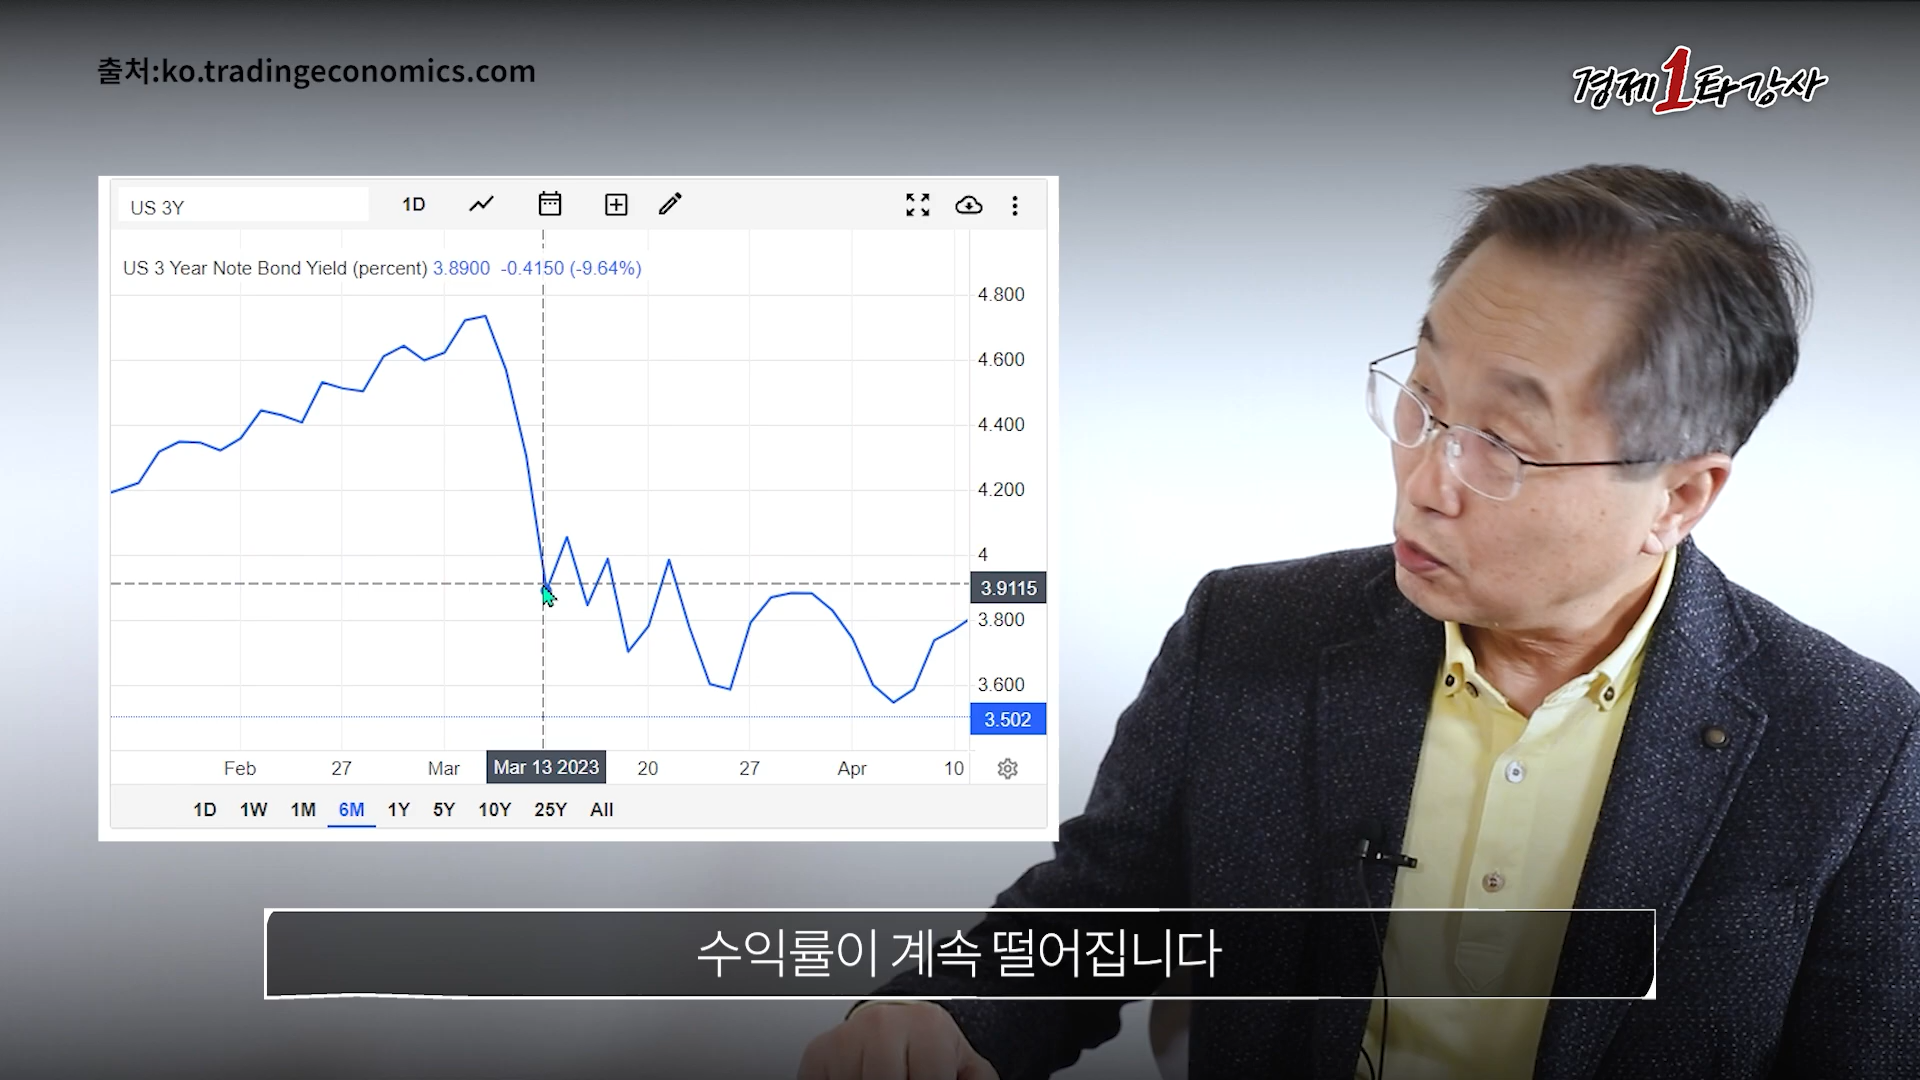 출처:ko.tradingeconomics.com
경제1타강사
US 3Y
1D
US 3 Year Note Bond Yield (percent) 3.8900 -0.4150 (-9.64%)
4.800
4.600
4.400
4.200
4
3.9115
3.800
3.600
3.502
Feb 27 Mar Mar 13 2023 20 27 Apr 10
1D 1W 1M 6M 1Y 5Y 10Y 25Y All
수익률이 계속 떨어집니다